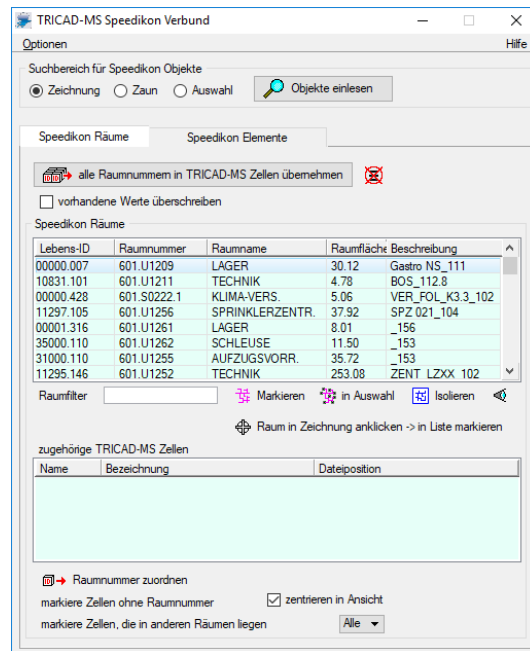 TRICAD-MS Speedikon Verbund
Optionen Hilfe
Suchbereich für Speedikon Objekte
Zeichnung Zaun Auswahl Objekte einlesen
Speedikon Räume Speedikon Elemente
alle Raumnummern in TRICAD-MS Zellen übernehmen
vorhandene Werte überschreiben
Speedikon Räume
Lebens-ID Raumnummer Raumname Raumfläche Beschreibung
00000.007 601.U1209 LAGER 30.12 Gastro NS_111
10831.101 601.U1211 TECHNIK 4.78 BOS_112.8
00000.428 601.S0222.1 KLIMA-VERS. 5.06 VER_FOL_K3.3_102
11297.105 601.U1256 SPRINKLERZENTR. 37.92 SPZ 021_104
00001.316 601.U1261 LAGER 8.01 _156
35000.110 601.U1262 SCHLEUSE 11.50 _153
31000.110 601.U1255 AUFZUGSVORR. 35.72 _153
11295.146 601.U1252 TECHNIK 253.08 ZENT_LZXX_102
Raumfilter Markieren in Auswahl Isolieren
Raum in Zeichnung anklicken -> in Liste markieren
zugehörige TRICAD-MS Zellen
Name Bezeichnung Dateiposition
Raumnummer zuordnen
markiere Zellen ohne Raumnummer zentrieren in Ansicht
markiere Zellen, die in anderen Räumen liegen Alle